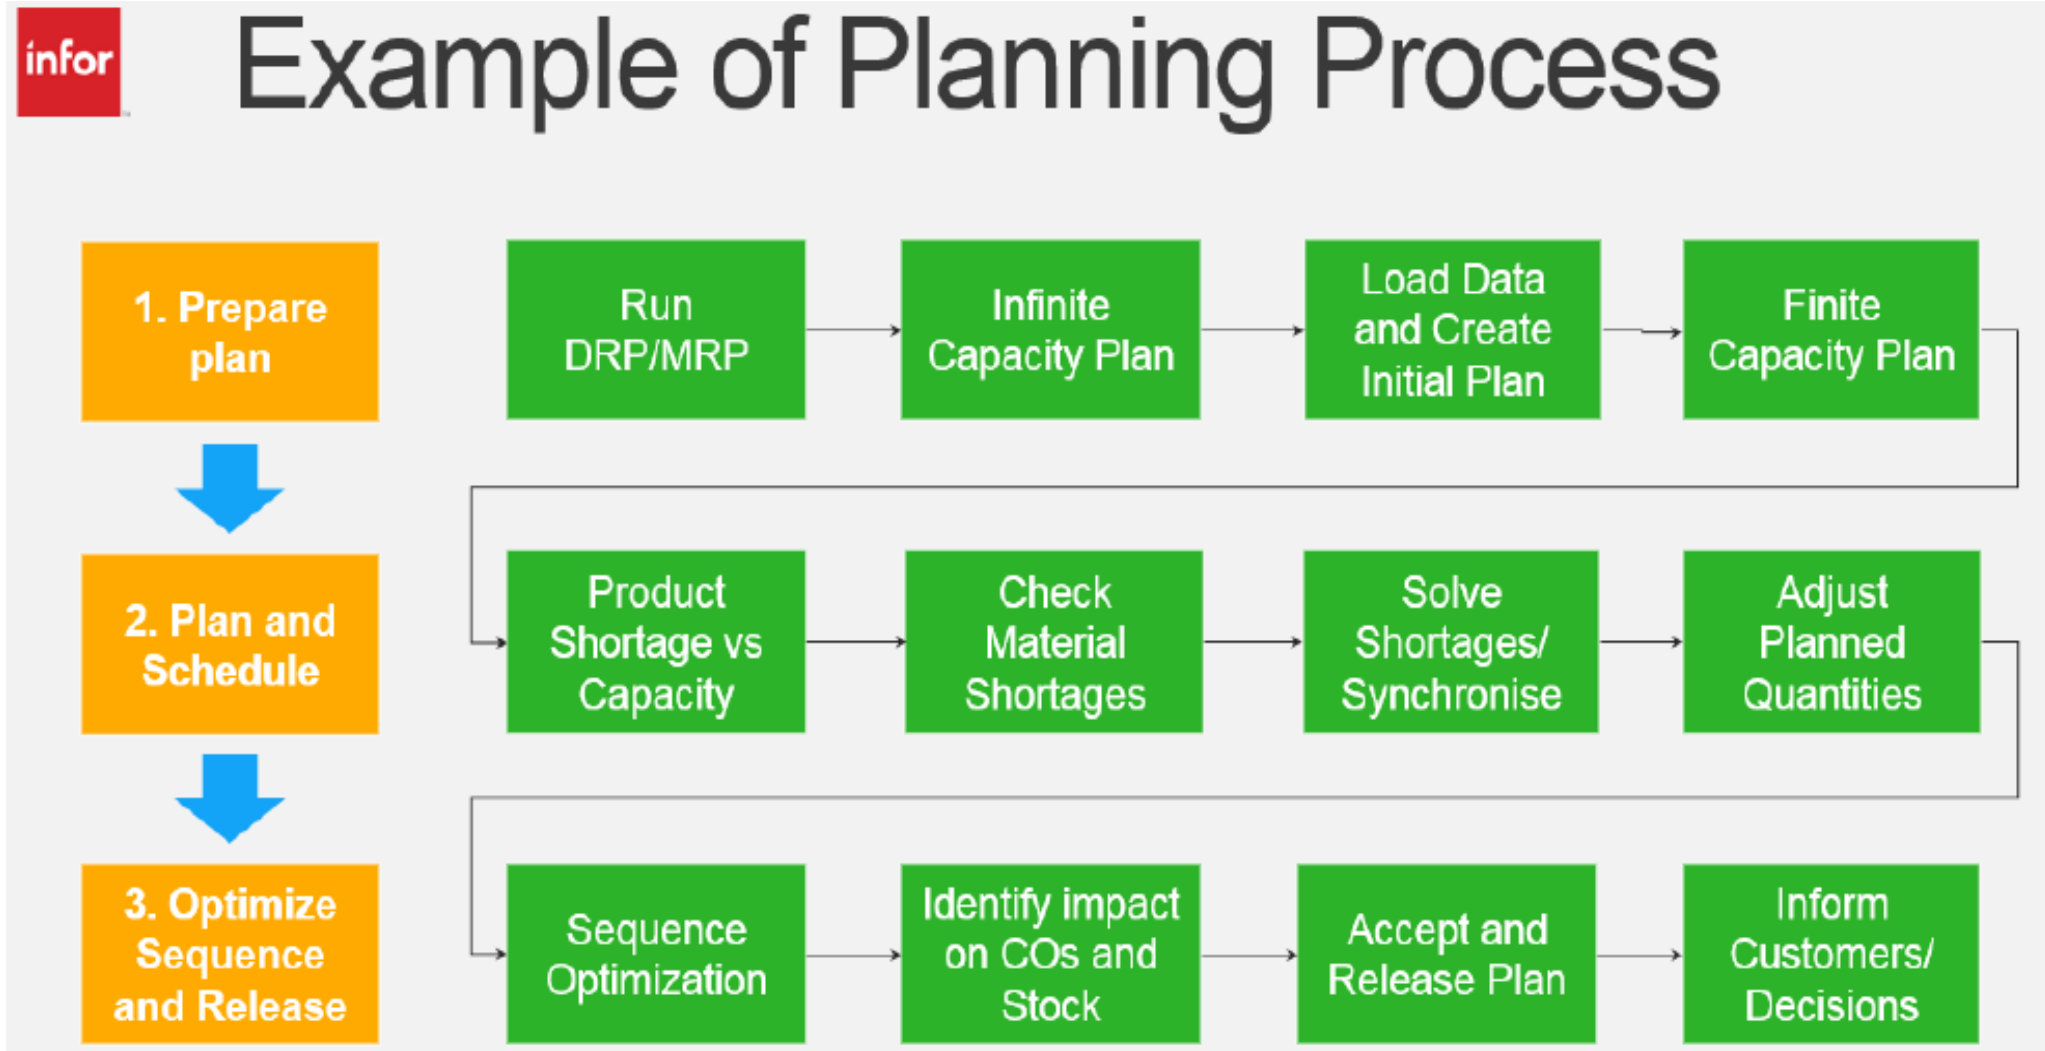 infor
Example of Planning Process
1. Prepare
plan
Run
DRP/MRP
Infinite
Capacity Plan
Load Data
and Create
Initial Plan
Finite
Capacity Plan
2. Plan and
Schedule
Product
Shortage vs
Capacity
Check
Material
Shortages
Solve
Shortages/
Synchronise
Adjust
Planned
Quantities
3. Optimize
Sequence
and Release
Sequence
Optimization
Identify impact
on COs and
Stock
Accept and
Release Plan
Inform
Customers/
Decisions